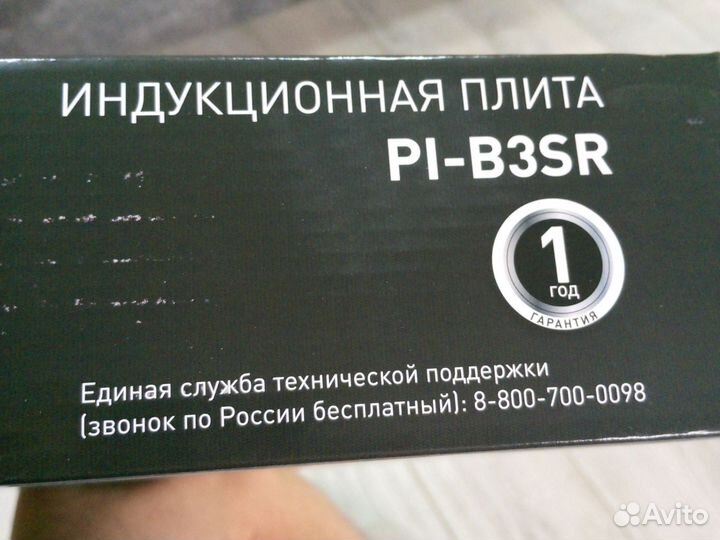 ИНДУКЦИОННАЯ ПЛИТА
PI-B3SR
1
ГОД
ГАРАНТИЯ
Единая служба технической поддержки
(звонок по России бесплатный): 8-800-700-0098
Avito